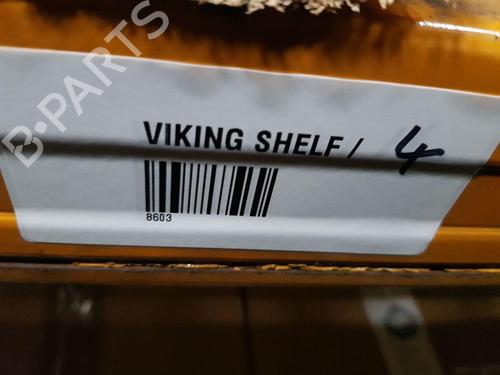 B-PARTS
VIKING SHELF / 4
8603